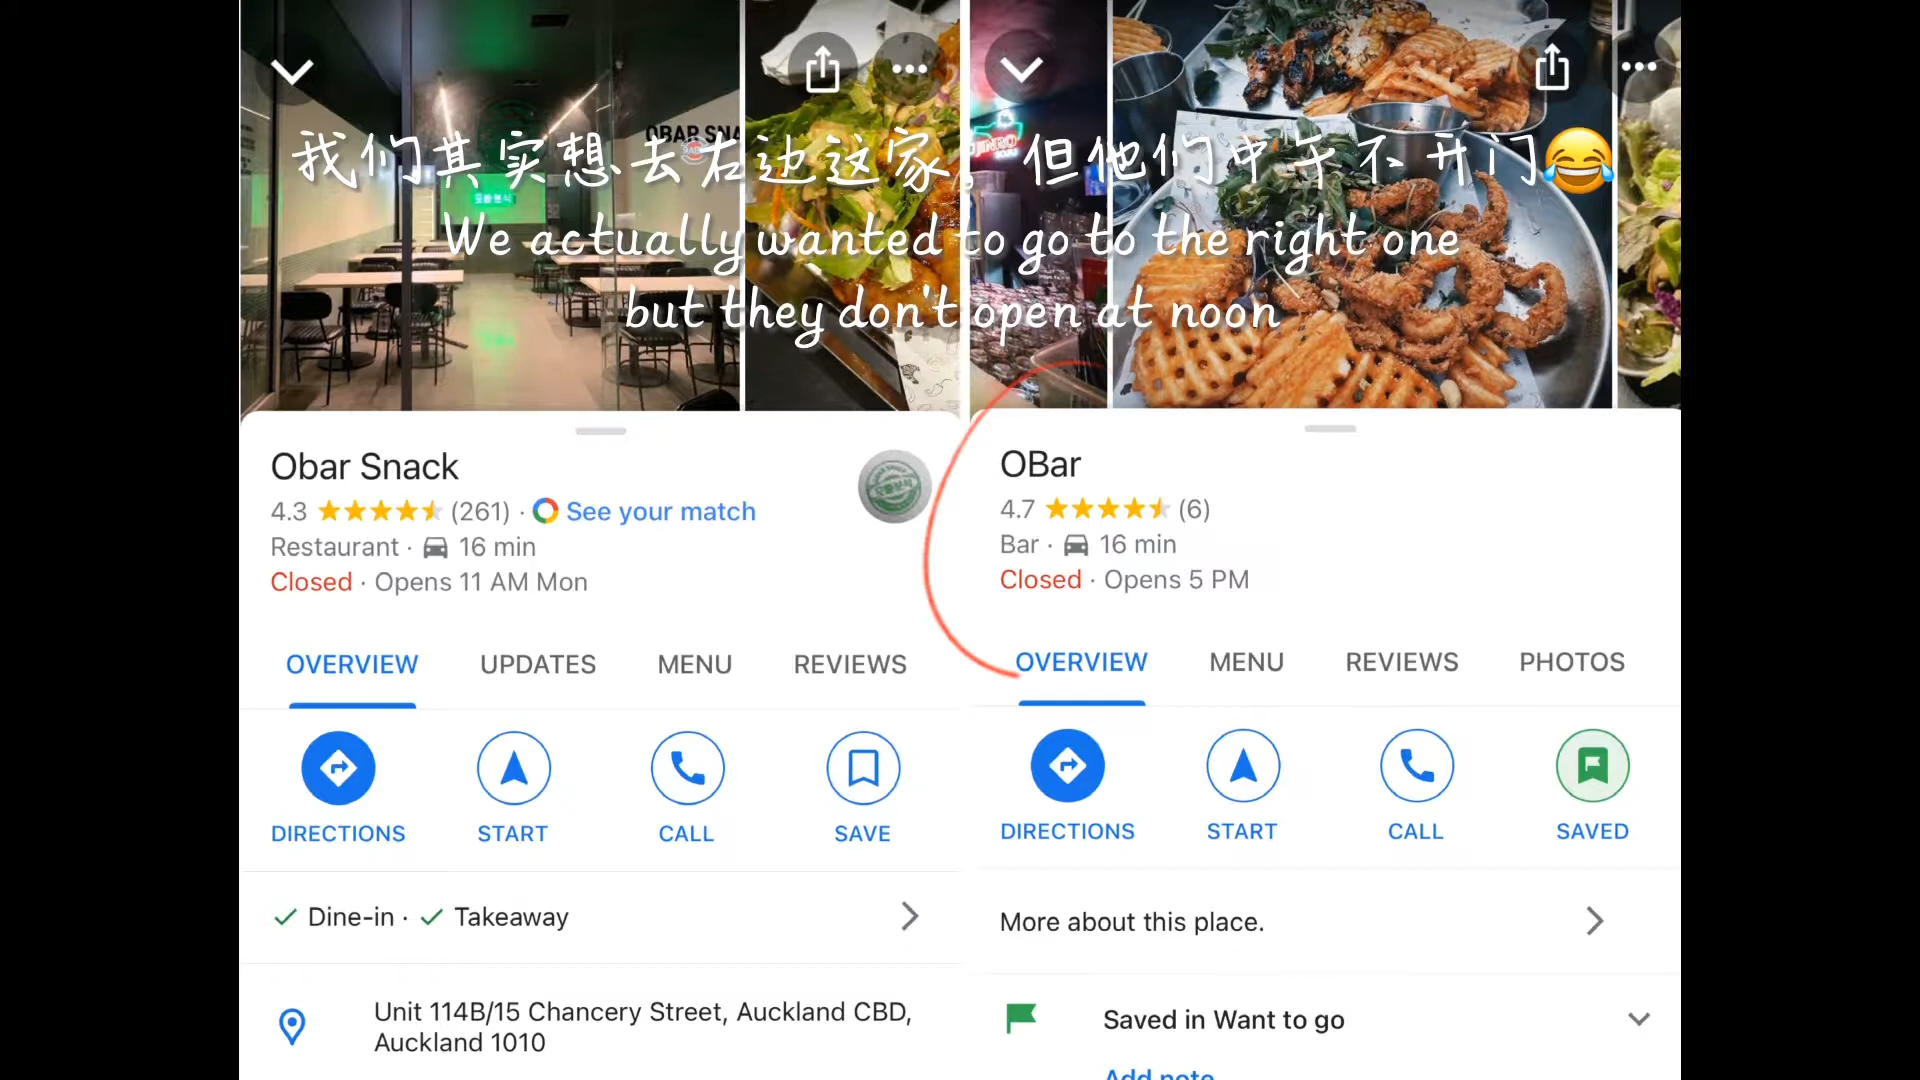 OBAR SNA
我们其实想去右边这家，但他们中午不开门😂
We actually wanted to go to the right one
but they don't open at noon
JINRO
Obar Snack
4.3 (261) · See your match
Restaurant · 16 min
Closed · Opens 11 AM Mon
OVERVIEW UPDATES MENU REVIEWS
DIRECTIONS START CALL SAVE
Dine-in · Takeaway
Unit 114B/15 Chancery Street, Auckland CBD,
Auckland 1010
OBar
4.7 (6)
Bar · 16 min
Closed · Opens 5 PM
OVERVIEW MENU REVIEWS PHOTOS
DIRECTIONS START CALL SAVED
More about this place.
Saved in Want to go
Add note